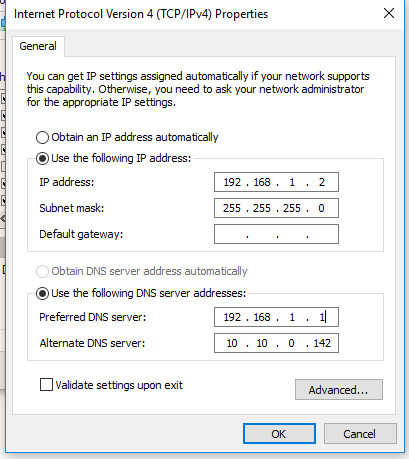 Internet Protocol Version 4 (TCP/IPv4) Properties
General
You can get IP settings assigned automatically if your network supports
this capability. Otherwise, you need to ask your network administrator
for the appropriate IP settings.
Obtain an IP address automatically
Use the following IP address:
IP address: 192 . 168 . 1 . 2
Subnet mask: 255 . 255 . 255 . 0
Default gateway: . . .
Obtain DNS server address automatically
Use the following DNS server addresses:
Preferred DNS server: 192 . 168 . 1 . 1
Alternate DNS server: 10 . 10 . 0 . 142
Validate settings upon exit
Advanced...
OK Cancel